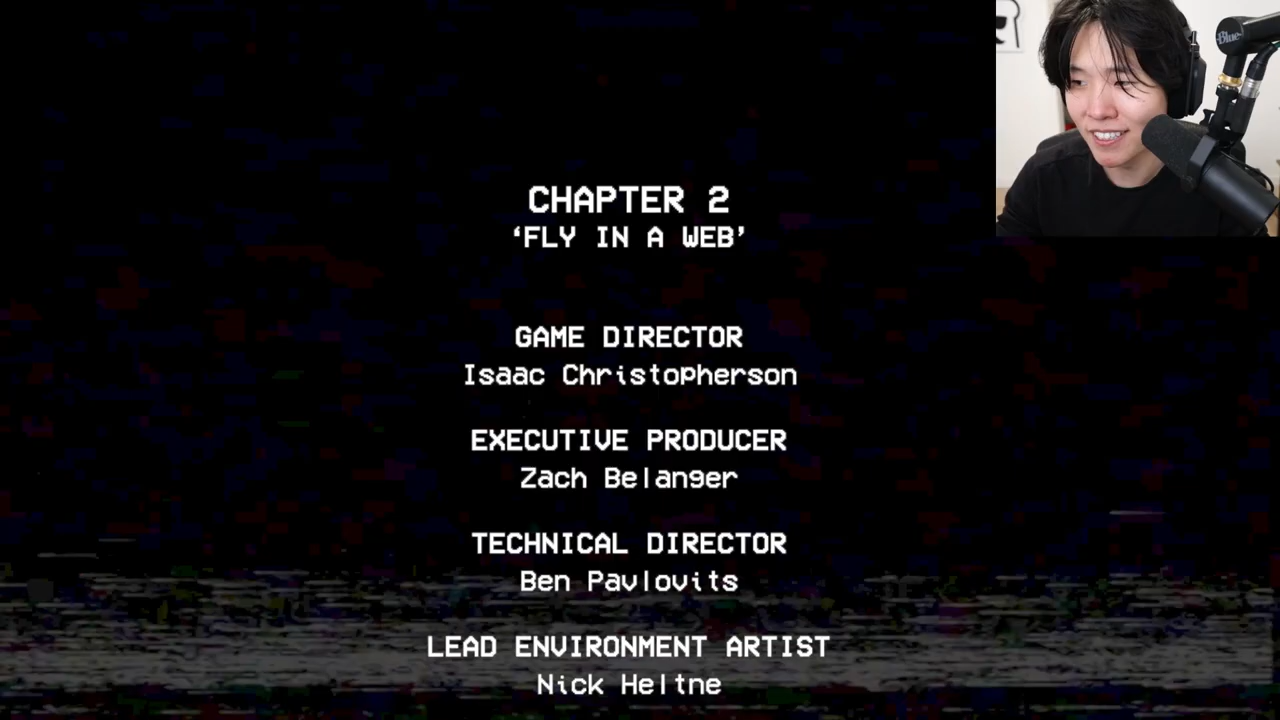 CHAPTER 2
‘FLY IN A WEB’
GAME DIRECTOR
Isaac Christopherson
EXECUTIVE PRODUCER
Zach Belanger
TECHNICAL DIRECTOR
Ben Pavlovits
LEAD ENVIRONMENT ARTIST
Nick Heltne
Blue